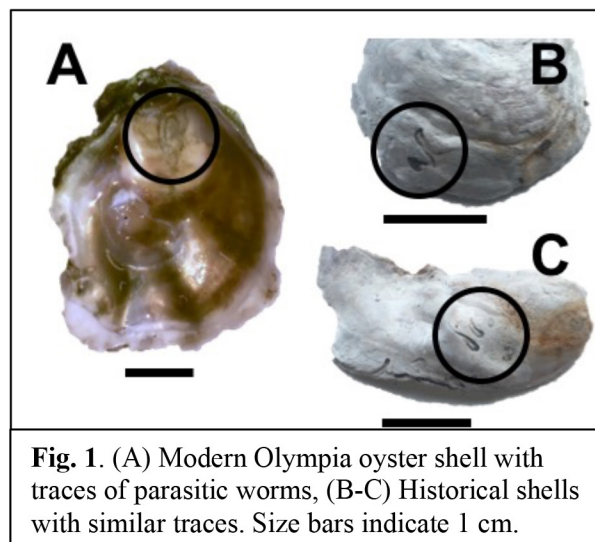 A
B
C
Fig. 1. (A) Modern Olympia oyster shell with
traces of parasitic worms, (B-C) Historical shells
with similar traces. Size bars indicate 1 cm.